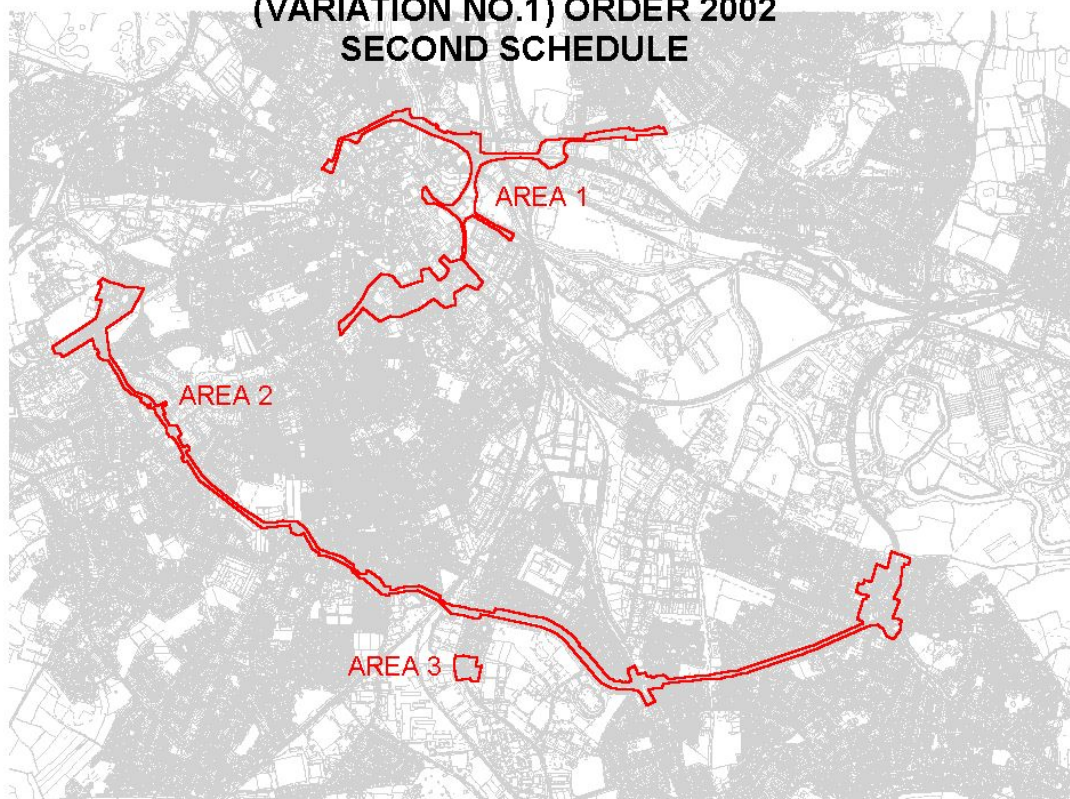 (VARIATION NO.1) ORDER 2002
SECOND SCHEDULE
AREA 1
AREA 2
AREA 3